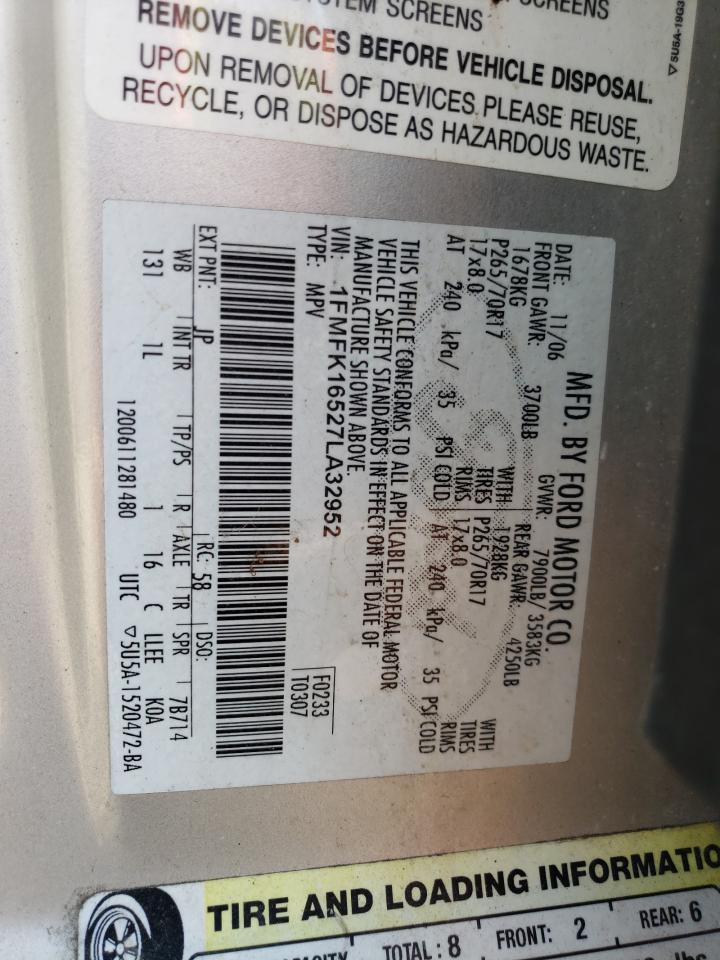 SYSTEM SCREENS
SCREENS
REMOVE DEVICES BEFORE VEHICLE DISPOSAL.
UPON REMOVAL OF DEVICES PLEASE REUSE,
RECYCLE, OR DISPOSE AS HAZARDOUS WASTE.
MFD. BY FORD MOTOR CO.
DATE: 11/06 GVWR: 7900LB/ 3583KG
FRONT GAWR: 3700LB REAR GAWR: 4250LB
1678KG WITH 1928KG WITH
P265/70R17 TIRES P265/70R17 TIRES
17x8.0 RIMS 17x8.0 RIMS
AT 240 kPa/ 35 PSI COLD AT 240 kPa/ 35 PSI COLD
THIS VEHICLE CONFORMS TO ALL APPLICABLE FEDERAL MOTOR
VEHICLE SAFETY STANDARDS IN EFFECT ON THE DATE OF
MANUFACTURE SHOWN ABOVE.
VIN: 1FMFK16527LA32952
TYPE: MPV
F0233
T0307
EXT PNT: JP RC: 58 DSO:
WB INT TR TP/PS R AXLE TR SPR 7B714
131 1L 1 16 C LLEE KOA
1200611281480 UTC ▽5U5A-1520472-BA
TIRE AND LOADING INFORMATIO
TOTAL: 8 FRONT: 2 REAR: 6